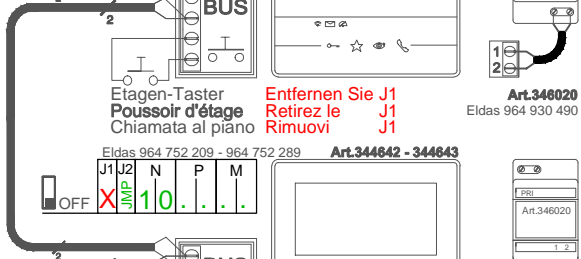 2
BUS
1
2
Etagen-Taster Entfernen Sie J1
Poussoir d'étage Retirez le J1
Chiamata al piano Rimuovi J1
Art.346020
Eldas 964 930 490
Eldas 964 752 209 - 964 752 289 Art.344642 - 344643
J1 J2 N P M
OFF X JMP 1 0 . . . .
PRI
Art.346020
1 2
2
BUS